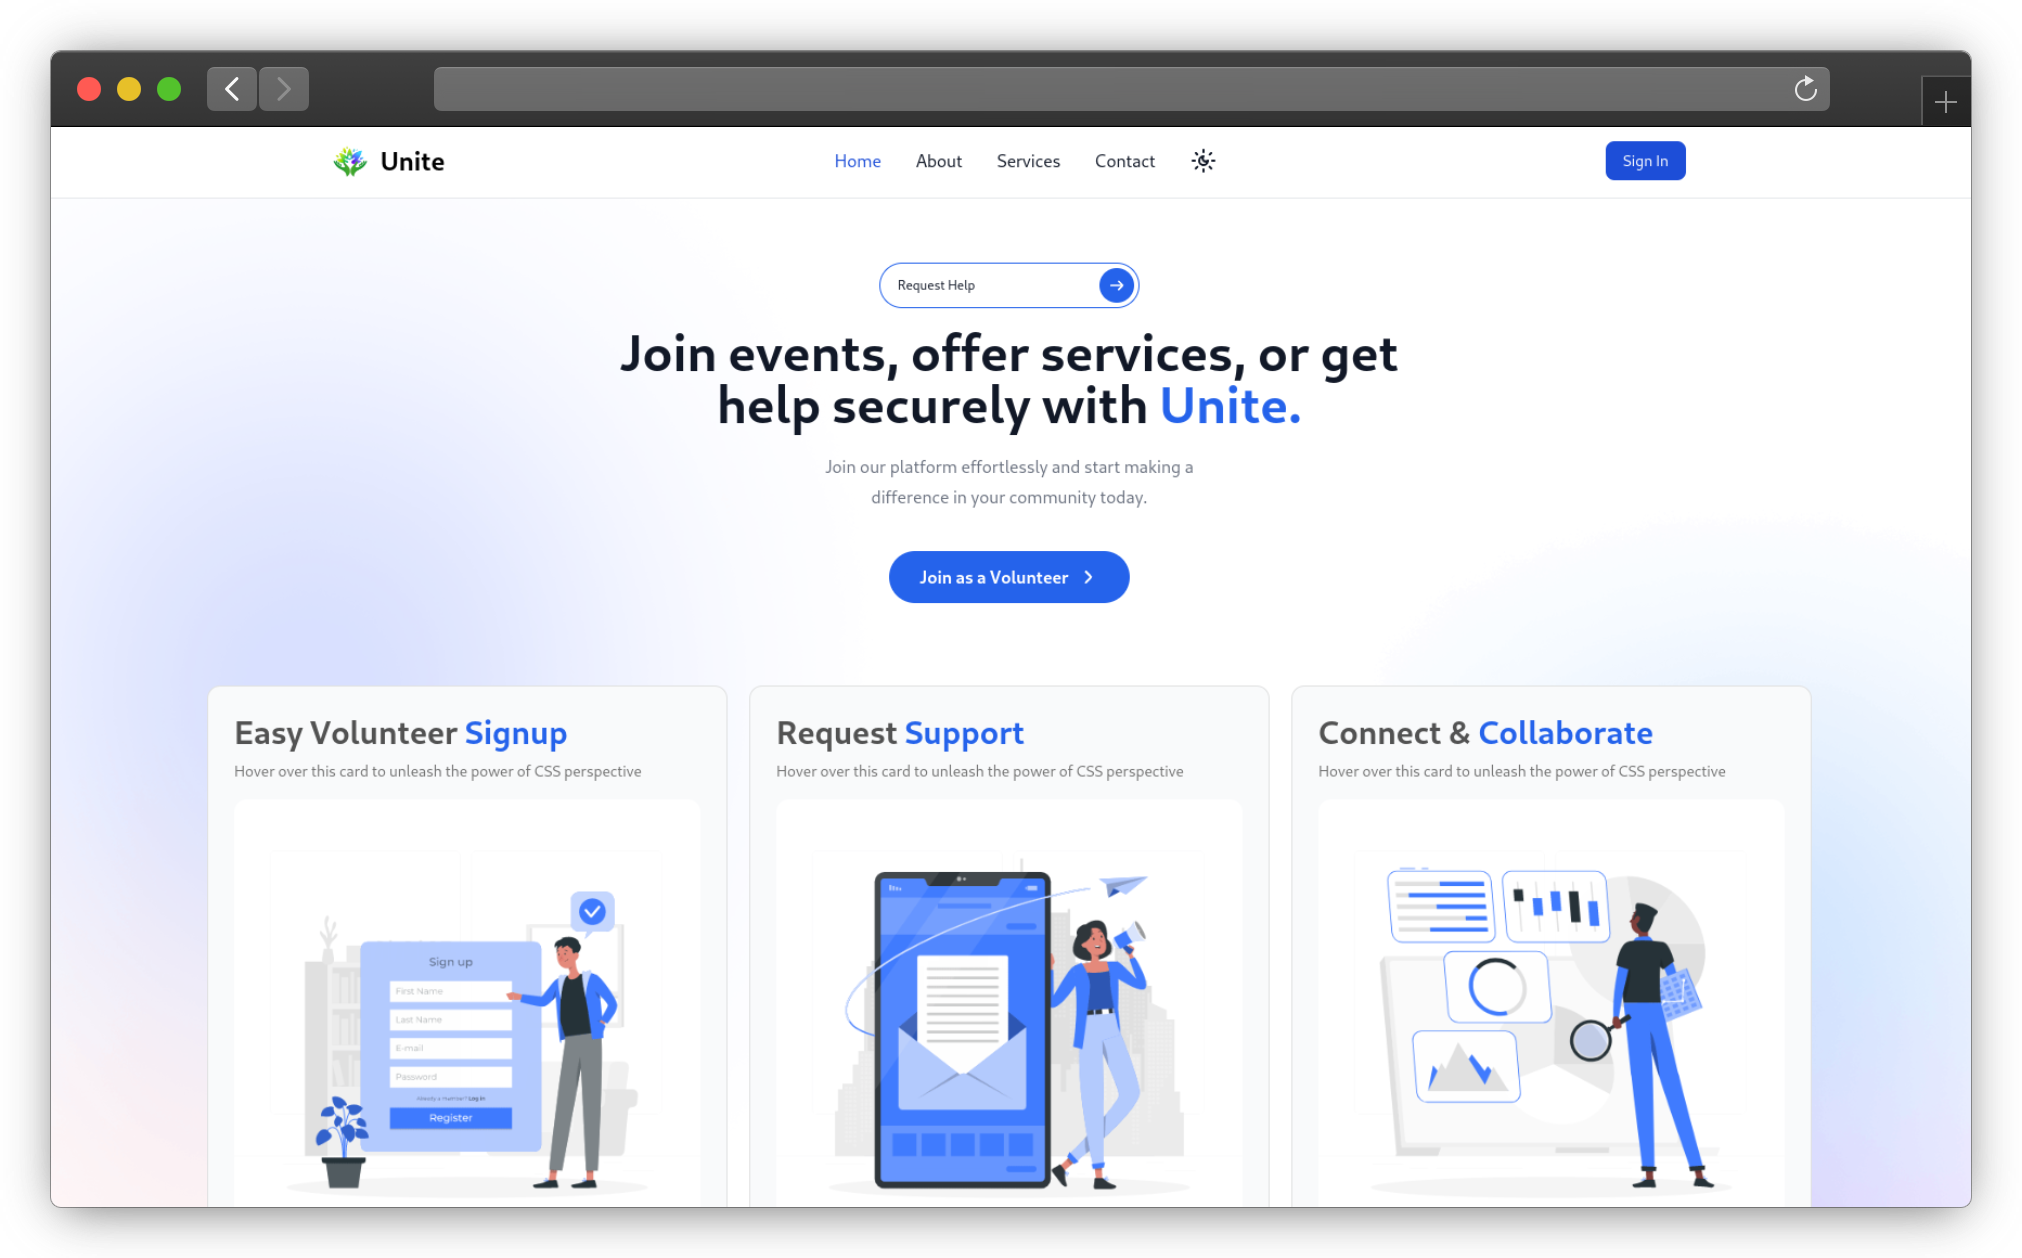 Unite
Home About Services Contact
Sign In
Request Help
Join events, offer services, or get
help securely with Unite.
Join our platform effortlessly and start making a
difference in your community today.
Join as a Volunteer
Easy Volunteer Signup
Hover over this card to unleash the power of CSS perspective
Sign up
First Name
Last Name
E-mail
Password
Already a member? Log in
Register
Request Support
Hover over this card to unleash the power of CSS perspective
Connect & Collaborate
Hover over this card to unleash the power of CSS perspective